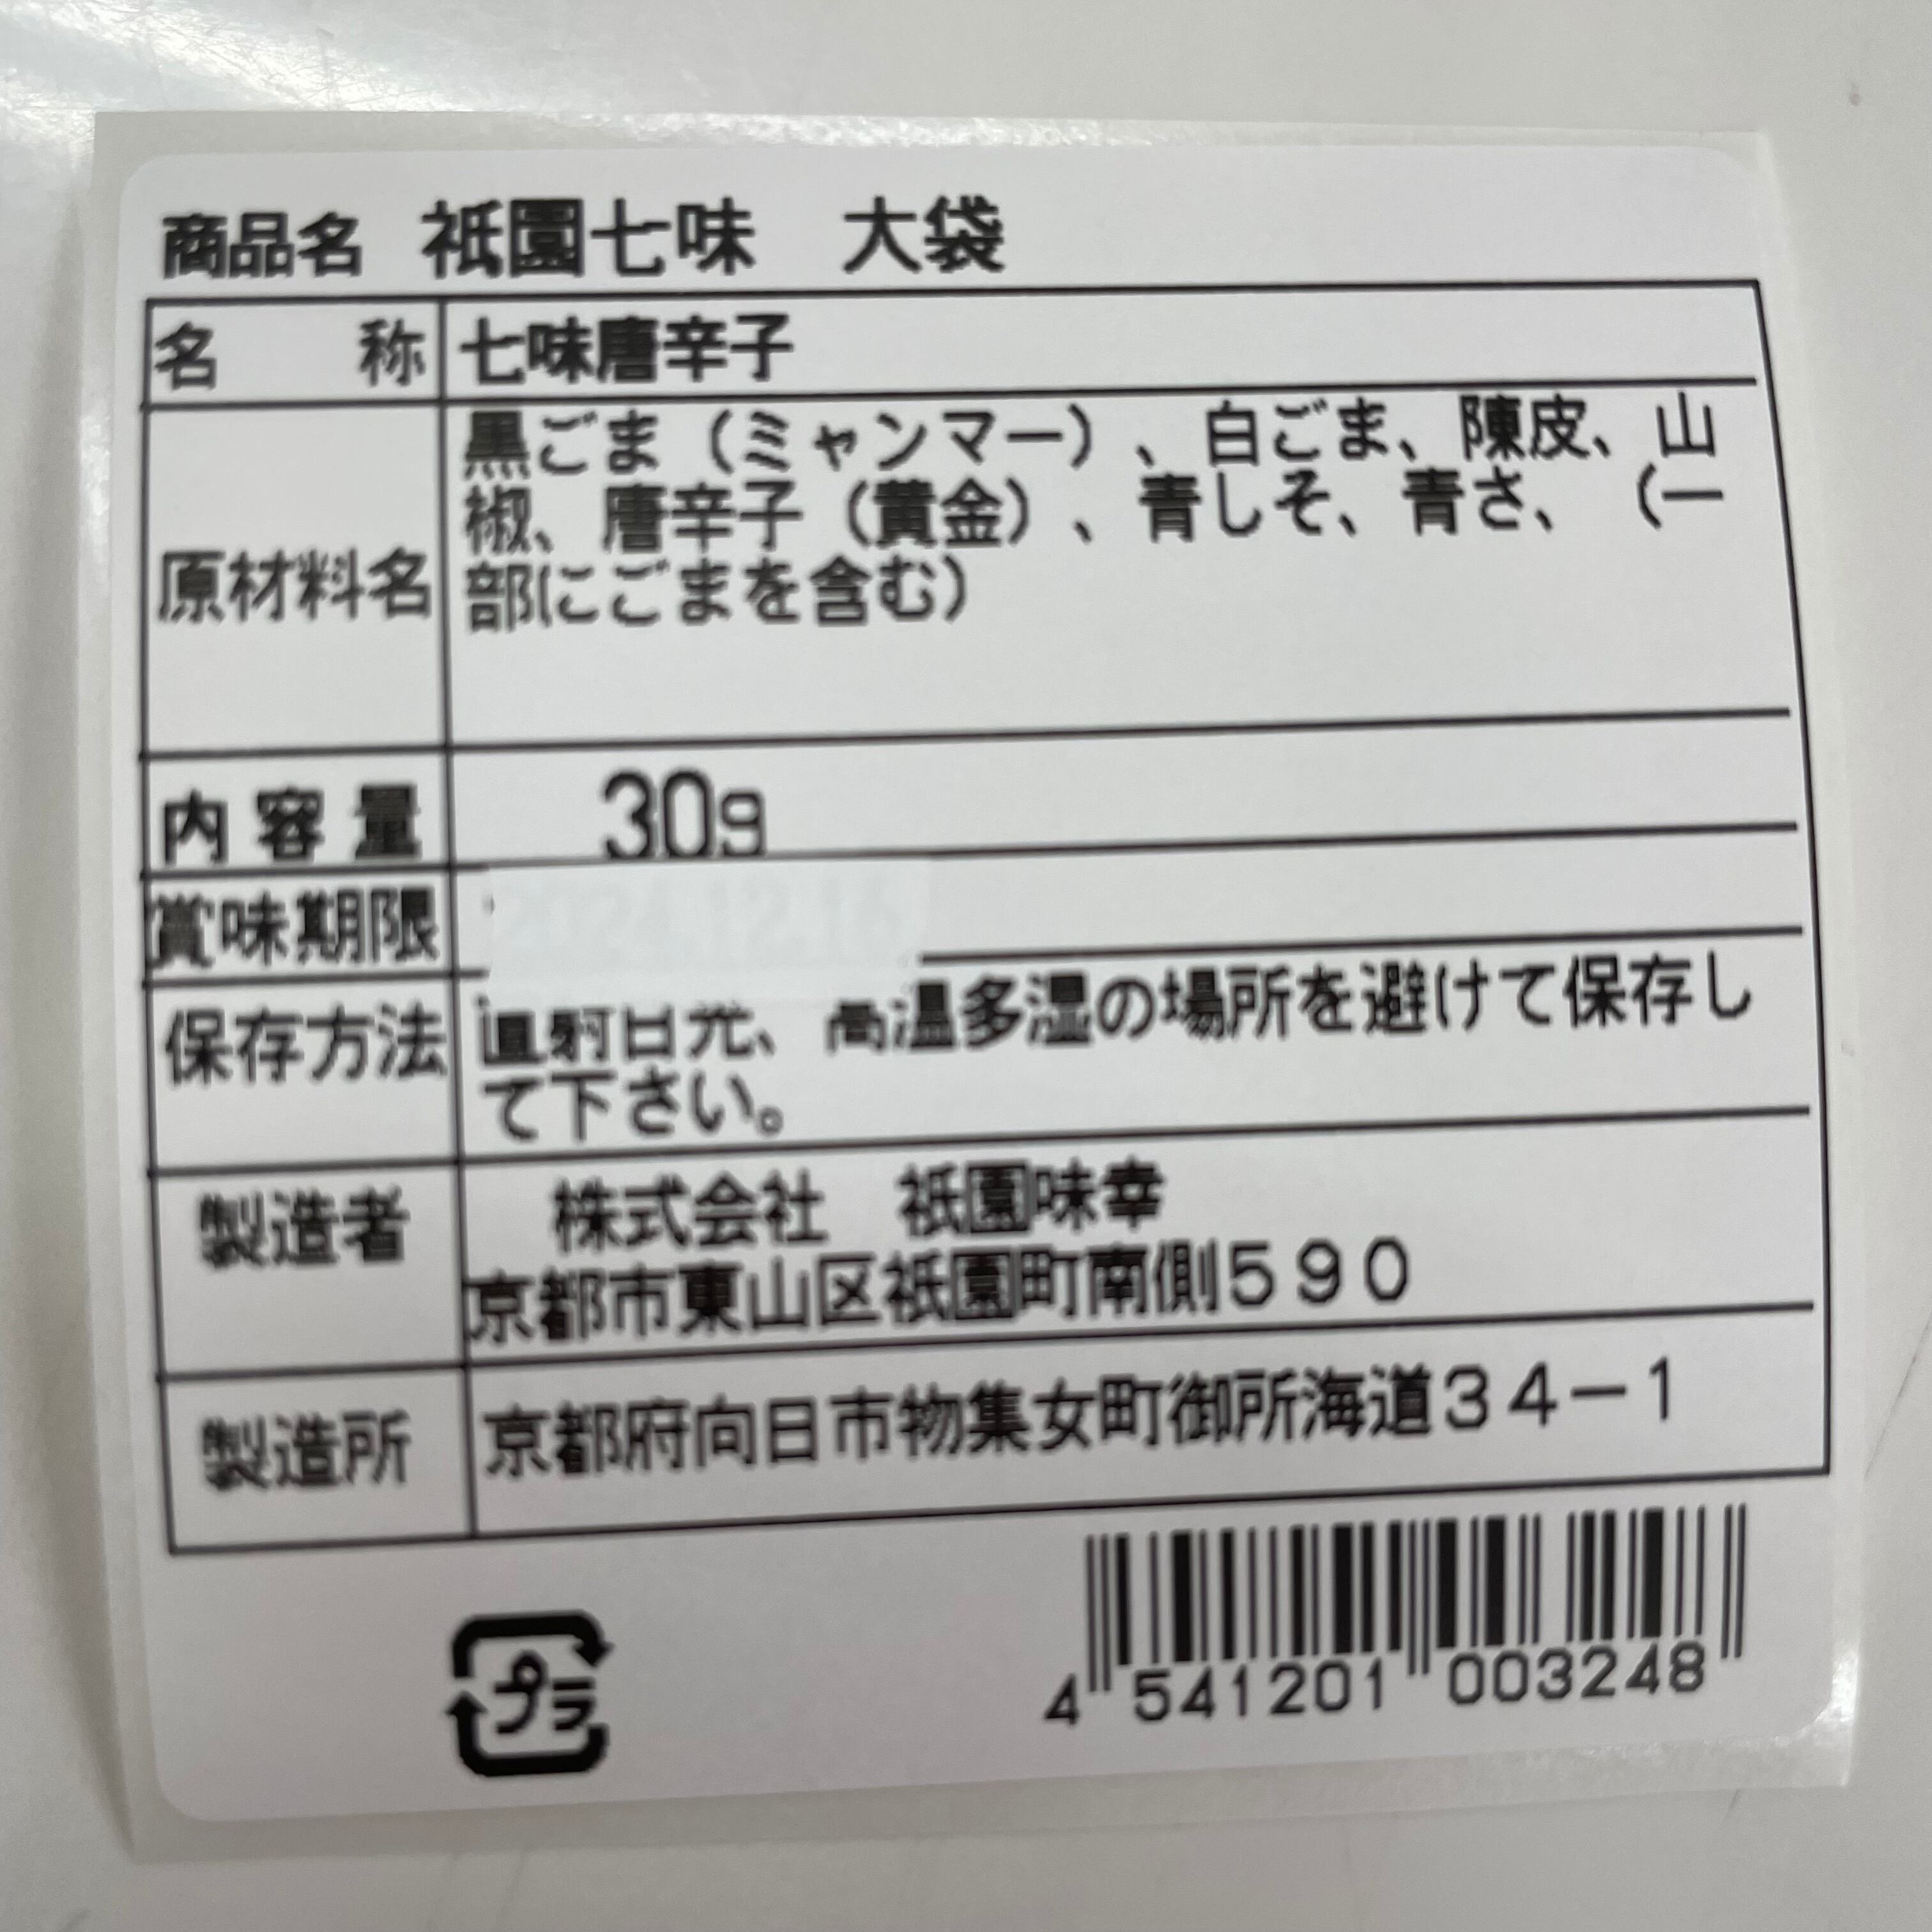 商品名 祇園七味 大袋
名 称 七味唐辛子
原材料名 黒ごま（ミャンマー）、白ごま、陳皮、山
椒、唐辛子（黄金）、青しそ、青さ、（一
部にごまを含む）
内容量 30g
賞味期限
保存方法 直射日光、高温多湿の場所を避けて保存し
て下さい。
製造者 株式会社 祇園味幸
京都市東山区祇園町南側590
製造所 京都府向日市物集女町御所海道34－1
プラ
4 541201 003248